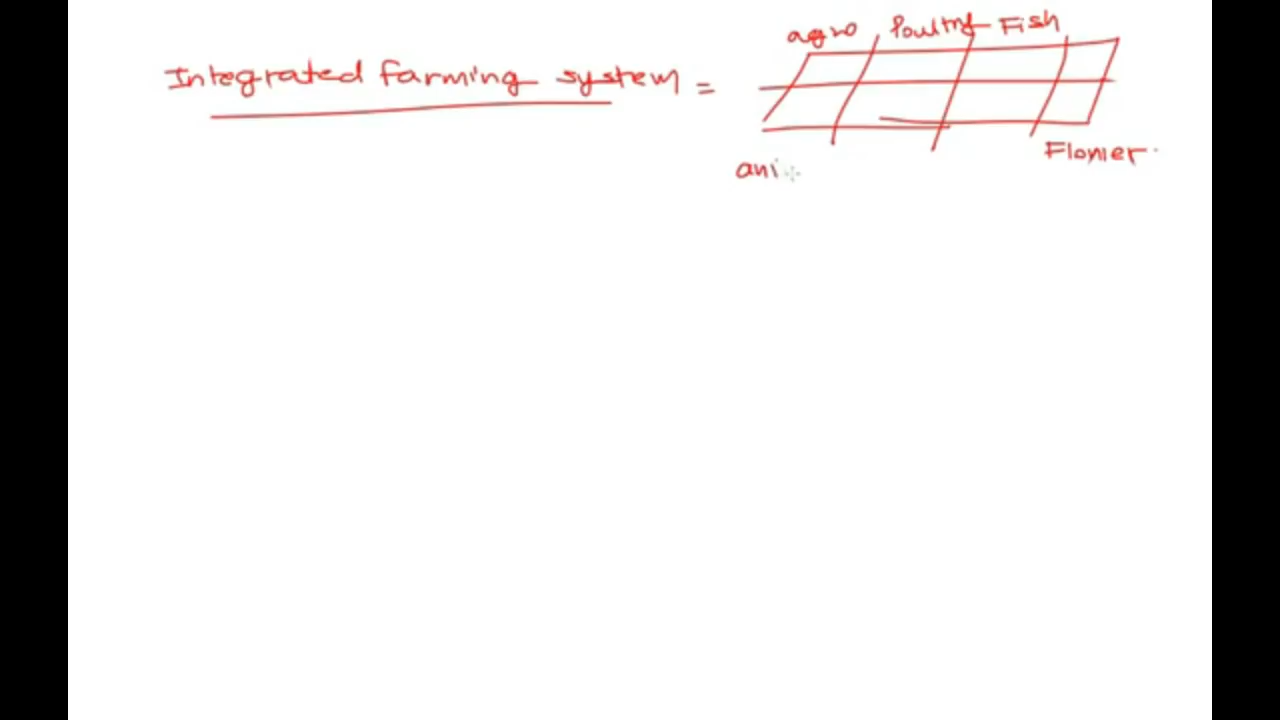 agro Poultry Fish
Integrated farming system =
Flower.
ani